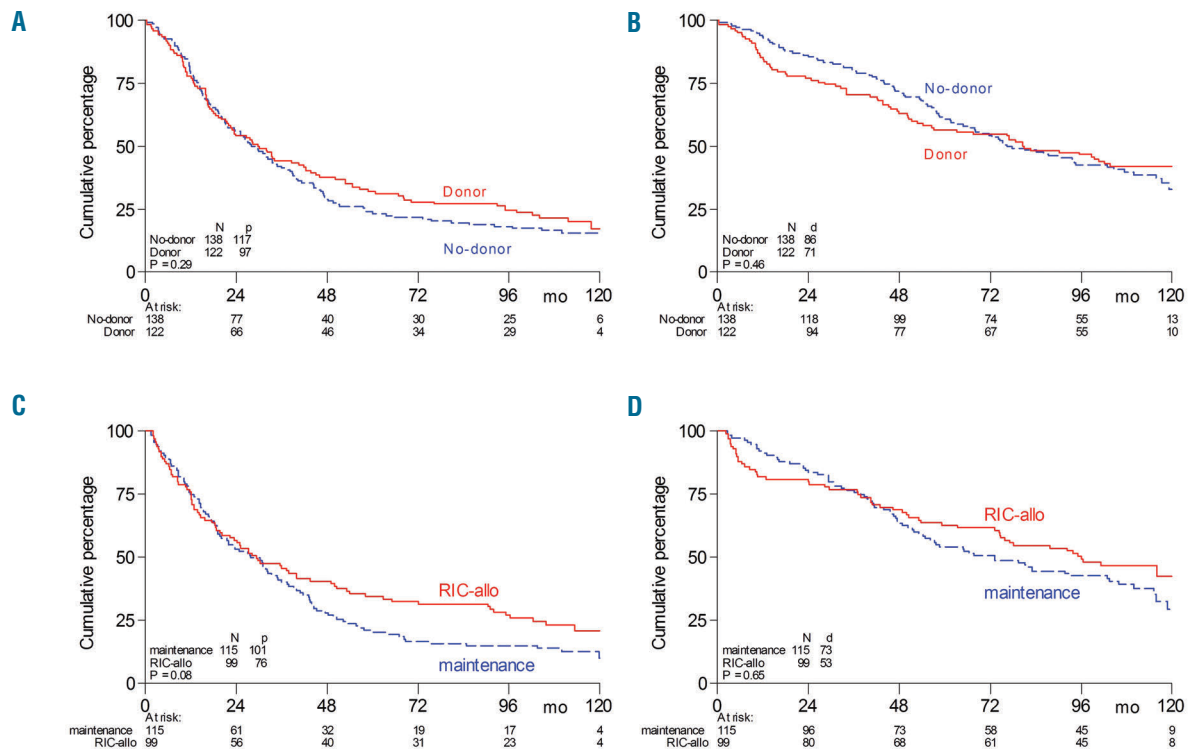 A
Cumulative percentage
100
75
50
25
0
Donor
No-donor
N p
No-donor 138 117
Donor 122 97
P = 0.29
0 24 48 72 96 mo 120
At risk:
No-donor 138 77 40 30 25 6
Donor 122 66 46 34 29 4
B
Cumulative percentage
100
75
50
25
0
No-donor
Donor
N d
No-donor 138 86
Donor 122 71
P = 0.46
0 24 48 72 96 mo 120
At risk:
No-donor 138 118 99 74 55 13
Donor 122 94 77 67 55 10
C
Cumulative percentage
100
75
50
25
0
RIC-allo
maintenance
N p
maintenance 115 101
RIC-allo 99 76
P = 0.08
0 24 48 72 96 mo 120
At risk:
maintenance 115 61 32 19 17 4
RIC-allo 99 56 40 31 23 4
D
Cumulative percentage
100
75
50
25
0
RIC-allo
maintenance
N d
maintenance 115 73
RIC-allo 99 53
P = 0.65
0 24 48 72 96 mo 120
At risk:
maintenance 115 96 73 58 45 9
RIC-allo 99 80 68 61 45 8